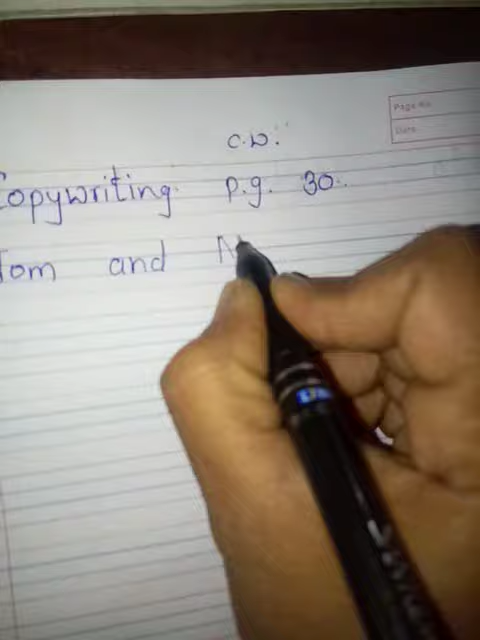 Page No.
Date
C.W.
Copywriting P.g. 30.
Tom and